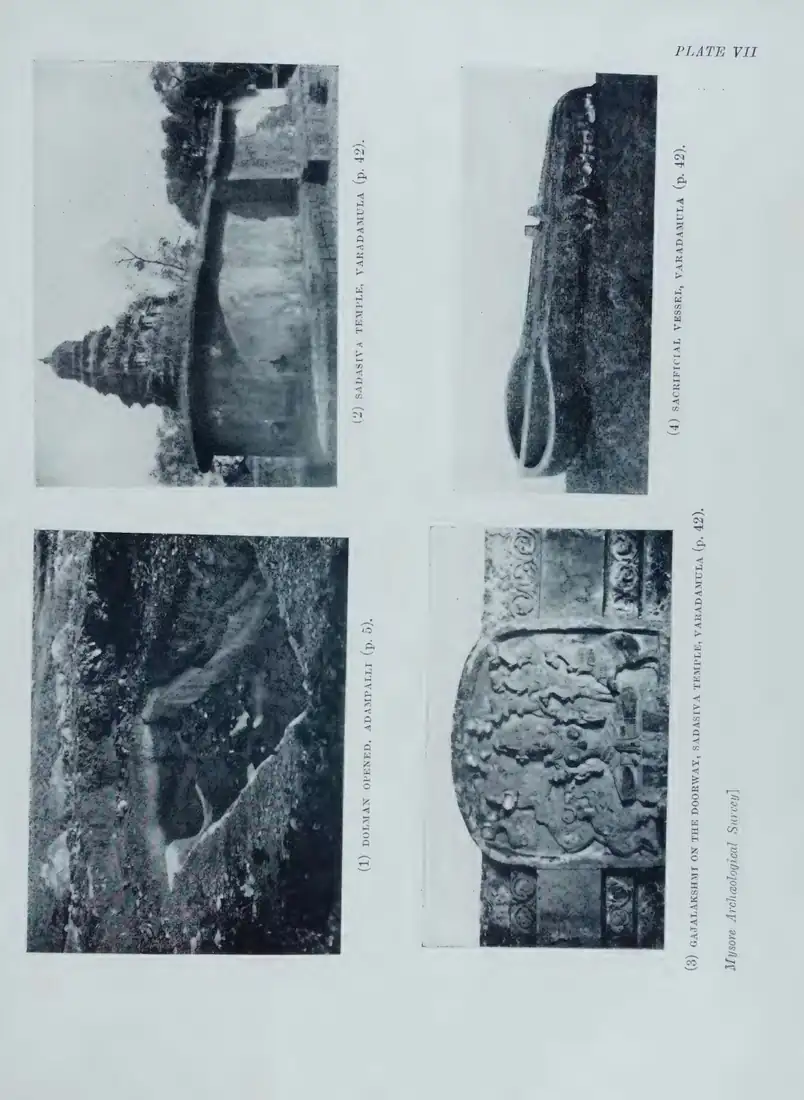 PLATE VII
(1) DOLMAN OPENED, ADAMPALLI (p. 5).
(2) SADASIVA TEMPLE, VARADAMULA (p. 42).
(3) GAJALAKSHMI ON THE DOORWAY, SADASIVA TEMPLE, VARADAMULA (p. 42).
(4) SACRIFICIAL VESSEL, VARADAMULA (p. 42).
Mysore Archæological Survey]